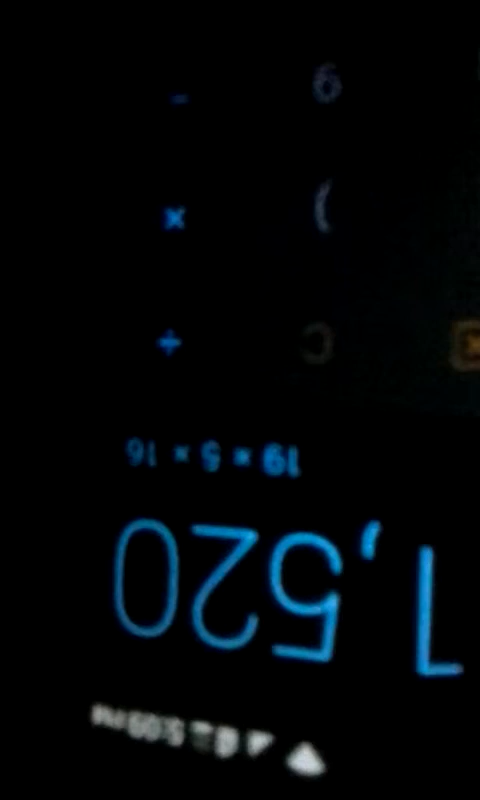 1,520
19 × 5 × 16
C ÷
) ×
9 -